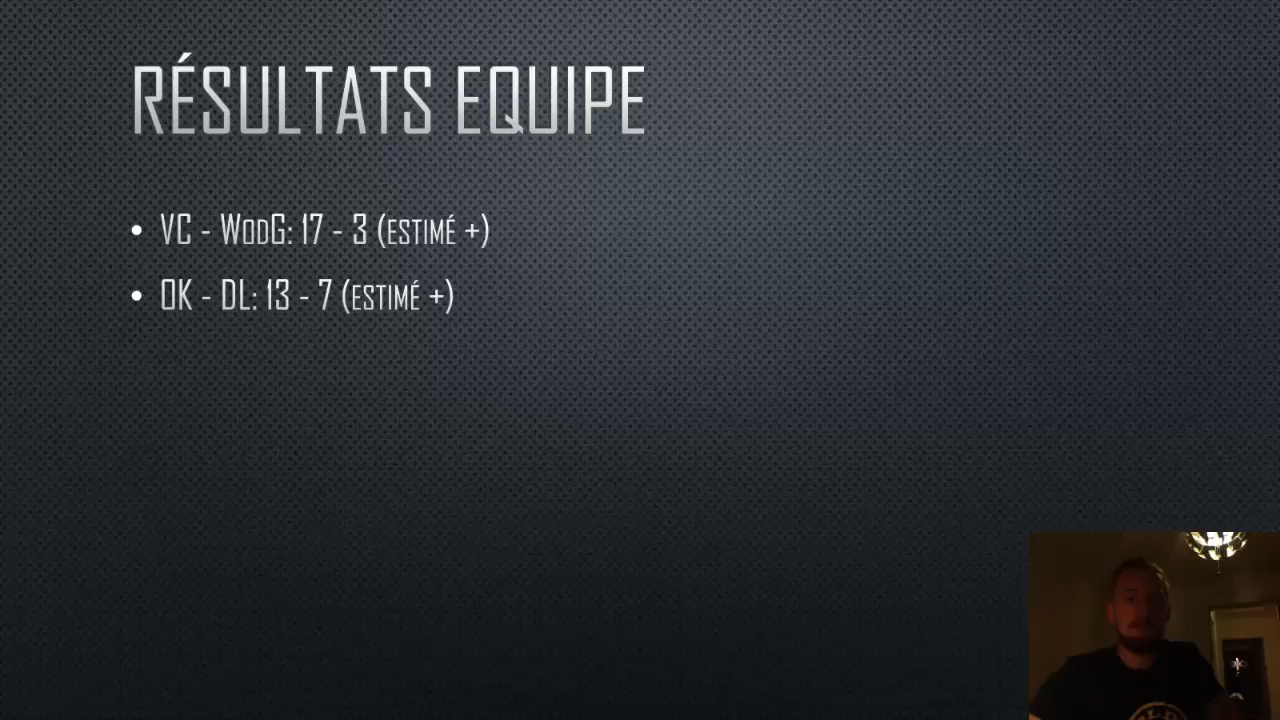 RÉSULTATS EQUIPE
• VC - WODG: 17 - 3 (ESTIMÉ +)
• OK - DL: 13 - 7 (ESTIMÉ +)